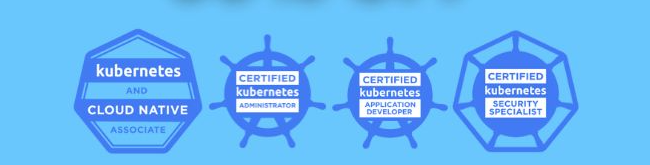 kubernetes
AND
CLOUD NATIVE
ASSOCIATE
CERTIFIED
kubernetes
ADMINISTRATOR
CERTIFIED
kubernetes
APPLICATION
DEVELOPER
CERTIFIED
kubernetes
SECURITY
SPECIALIST